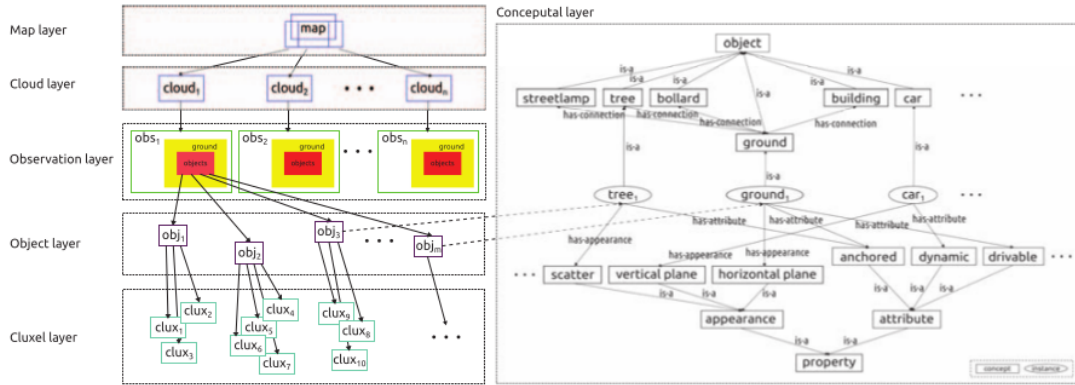 Map layer
map
Cloud layer
cloud1
cloud2
cloudn
Observation layer
obs1
ground
objects
obs2
ground
objects
obsn
ground
objects
Object layer
obj1
obj2
obj3
objm
Cluxel layer
clux1
clux2
clux3
clux4
clux5
clux6
clux7
clux9
clux8
clux10
Conceputal layer
object
is-a is-a is-a is-a is-a is-a
streetlamp tree bollard building car
has-connection has-connection has-connection has-connection
ground
is-a is-a is-a
tree1 ground1 car1
has-attribute has-attribute has-attribute
has-appearance has-appearance has-appearance
scatter vertical plane horizontal plane anchored dynamic drivable
is-a is-a is-a is-a is-a is-a
appearance attribute
is-a is-a
property
concept instance